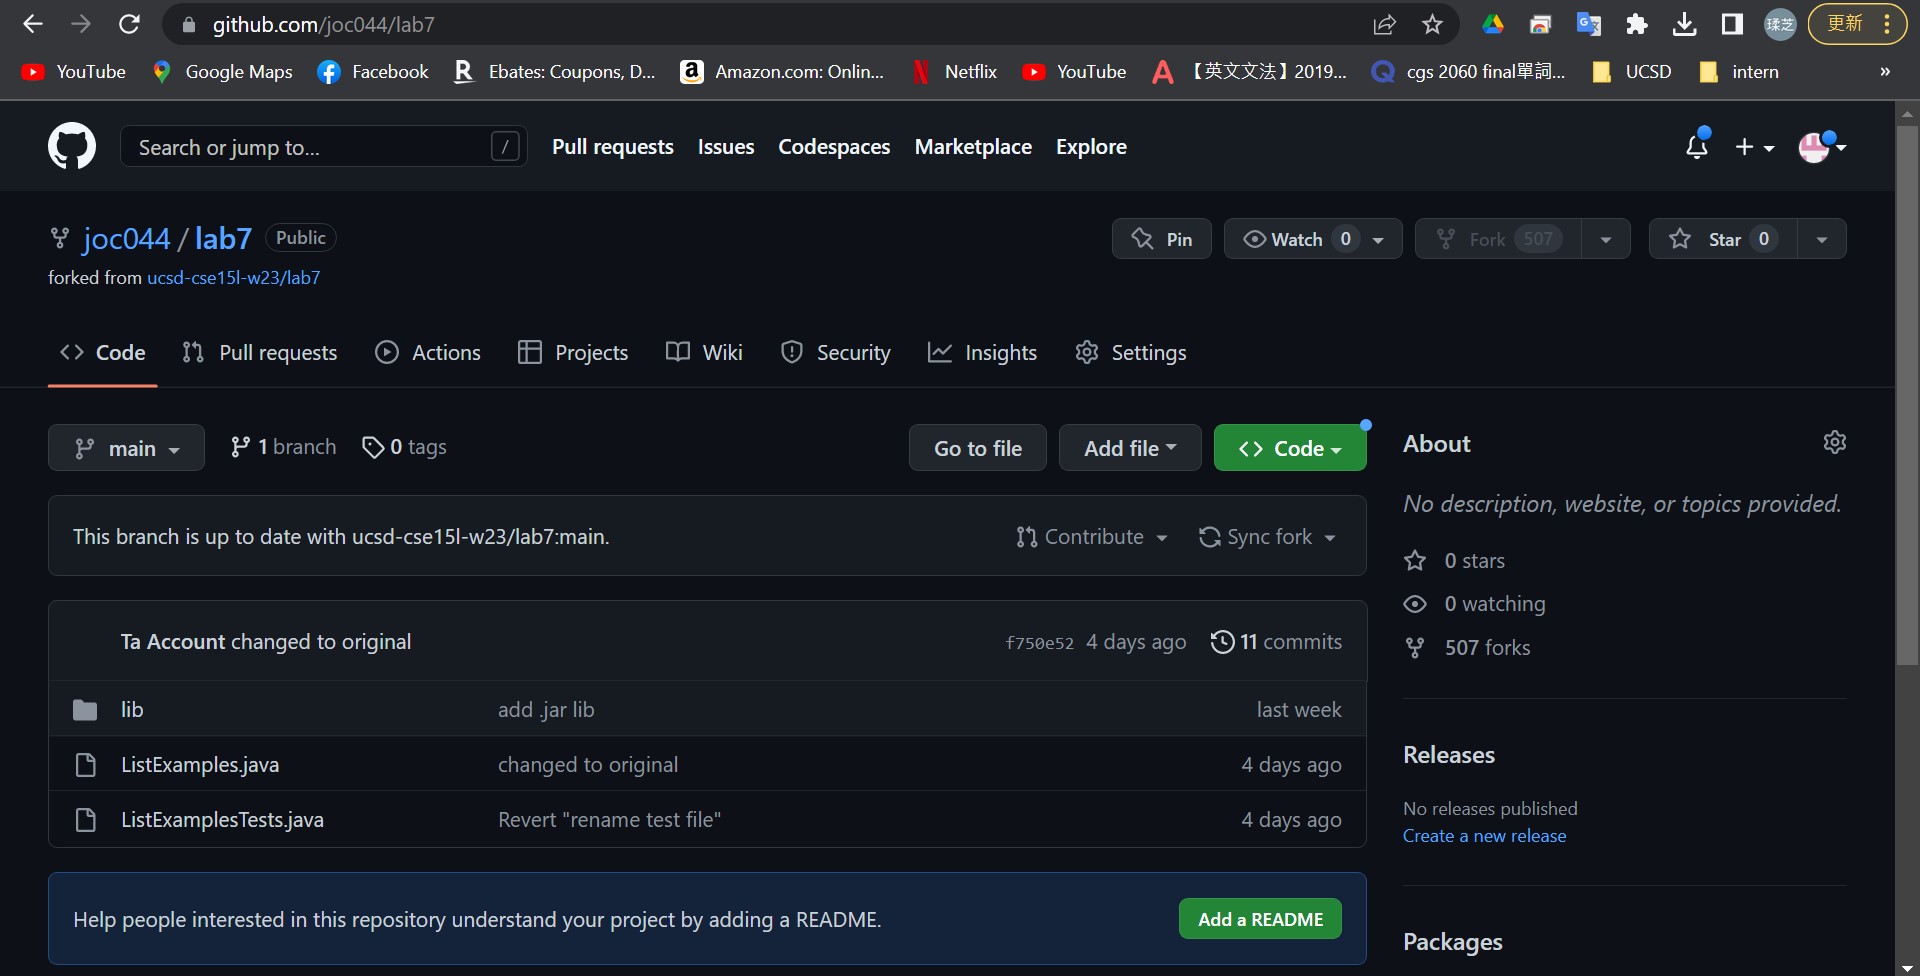 github.com/joc044/lab7
瑈芝
更新
YouTube
Google Maps
Facebook
R Ebates: Coupons, D...
a Amazon.com: Onlin...
Netflix
YouTube
A 【英文文法】2019...
Q cgs 2060 final單詞...
UCSD
intern
»
Search or jump to...
/
Pull requests
Issues
Codespaces
Marketplace
Explore
joc044 / lab7 Public
Pin
Watch 0
Fork 507
Star 0
forked from ucsd-cse15l-w23/lab7
Code
Pull requests
Actions
Projects
Wiki
Security
Insights
Settings
main
1 branch
0 tags
Go to file
Add file
Code
This branch is up to date with ucsd-cse15l-w23/lab7:main.
Contribute
Sync fork
Ta Account changed to original f750e52 4 days ago 11 commits
lib add .jar lib last week
ListExamples.java changed to original 4 days ago
ListExamplesTests.java Revert "rename test file" 4 days ago
Help people interested in this repository understand your project by adding a README.
Add a README
About
No description, website, or topics provided.
0 stars
0 watching
507 forks
Releases
No releases published
Create a new release
Packages